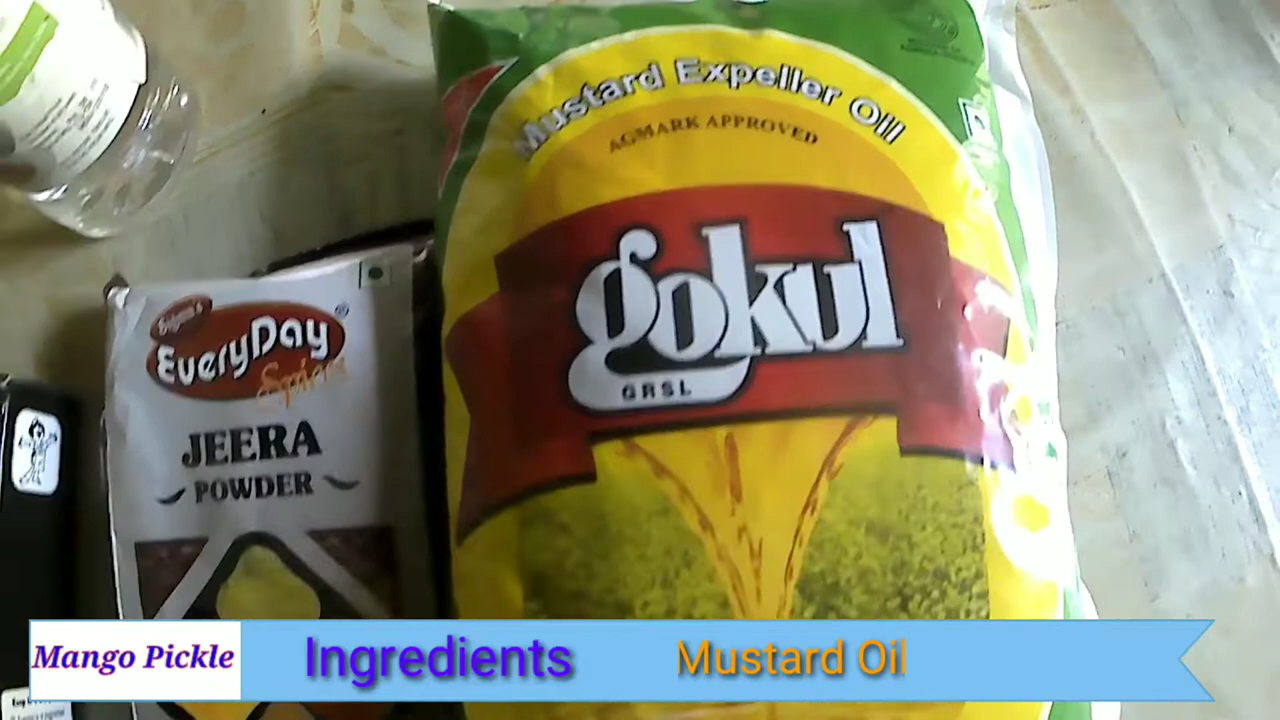 Mustard Expeller Oil
AGMARK APPROVED
gokul
GRSL
EveryDay
Spices
JEERA
POWDER
Mango Pickle
Ingredients
Mustard Oil